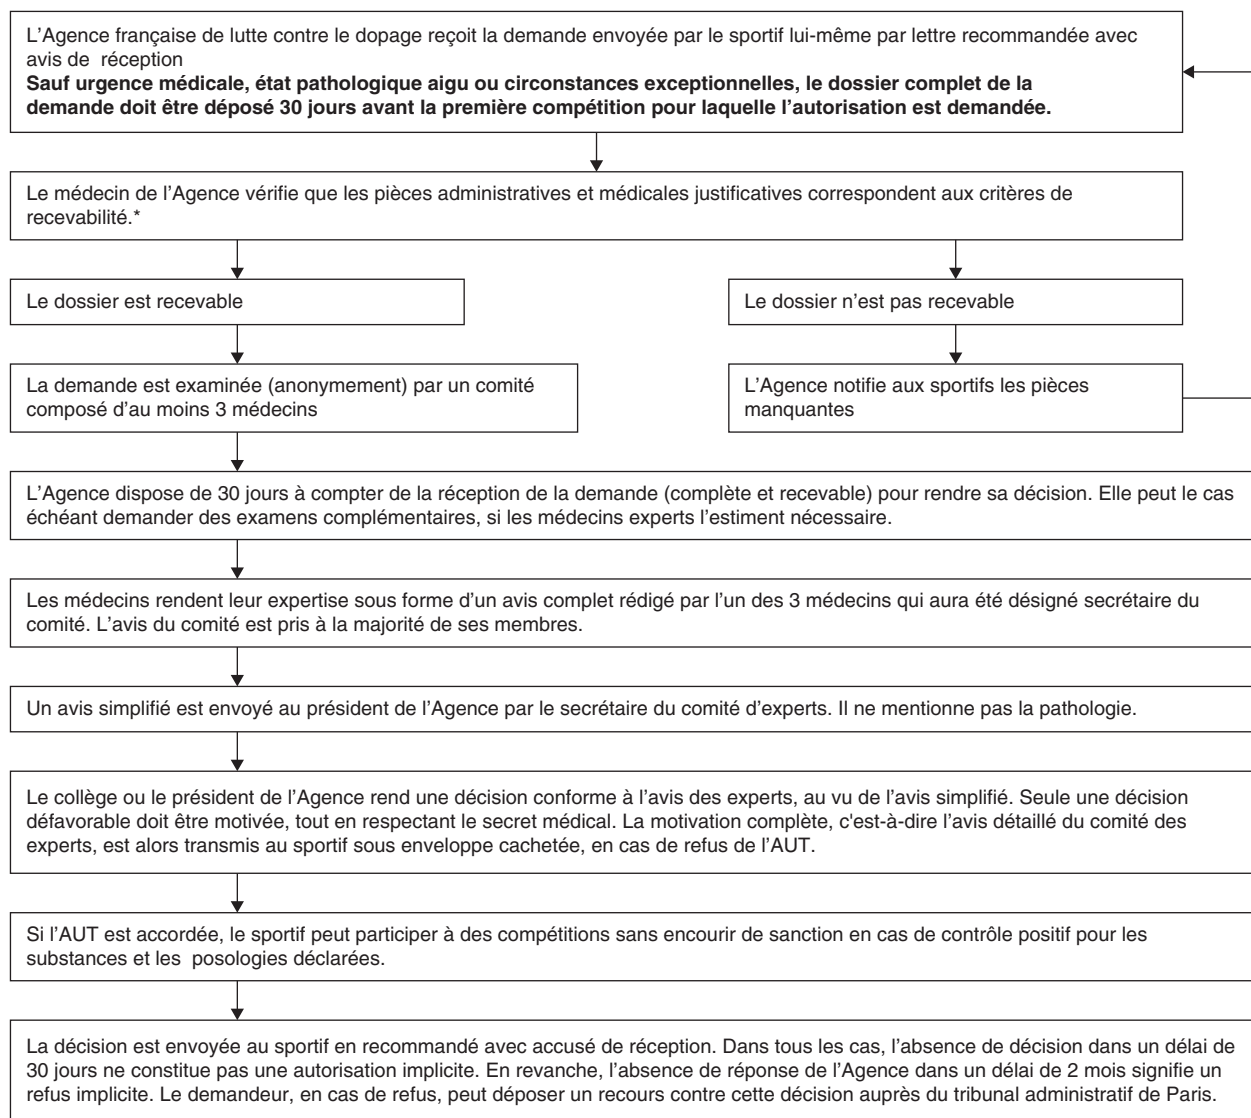 L’Agence française de lutte contre le dopage reçoit la demande envoyée par le sportif lui-même par lettre recommandée avec
avis de réception
Sauf urgence médicale, état pathologique aigu ou circonstances exceptionnelles, le dossier complet de la
demande doit être déposé 30 jours avant la première compétition pour laquelle l’autorisation est demandée.
Le médecin de l’Agence vérifie que les pièces administratives et médicales justificatives correspondent aux critères de
recevabilité.*
Le dossier est recevable
Le dossier n’est pas recevable
La demande est examinée (anonymement) par un comité
composé d’au moins 3 médecins
L’Agence notifie aux sportifs les pièces
manquantes
L’Agence dispose de 30 jours à compter de la réception de la demande (complète et recevable) pour rendre sa décision. Elle peut le cas
échéant demander des examens complémentaires, si les médecins experts l’estiment nécessaire.
Les médecins rendent leur expertise sous forme d’un avis complet rédigé par l’un des 3 médecins qui aura été désigné secrétaire du
comité. L’avis du comité est pris à la majorité de ses membres.
Un avis simplifié est envoyé au président de l’Agence par le secrétaire du comité d’experts. Il ne mentionne pas la pathologie.
Le collège ou le président de l’Agence rend une décision conforme à l’avis des experts, au vu de l’avis simplifié. Seule une décision
défavorable doit être motivée, tout en respectant le secret médical. La motivation complète, c'est-à-dire l’avis détaillé du comité des
experts, est alors transmis au sportif sous enveloppe cachetée, en cas de refus de l’AUT.
Si l’AUT est accordée, le sportif peut participer à des compétitions sans encourir de sanction en cas de contrôle positif pour les
substances et les posologies déclarées.
La décision est envoyée au sportif en recommandé avec accusé de réception. Dans tous les cas, l’absence de décision dans un délai de
30 jours ne constitue pas une autorisation implicite. En revanche, l’absence de réponse de l’Agence dans un délai de 2 mois signifie un
refus implicite. Le demandeur, en cas de refus, peut déposer un recours contre cette décision auprès du tribunal administratif de Paris.